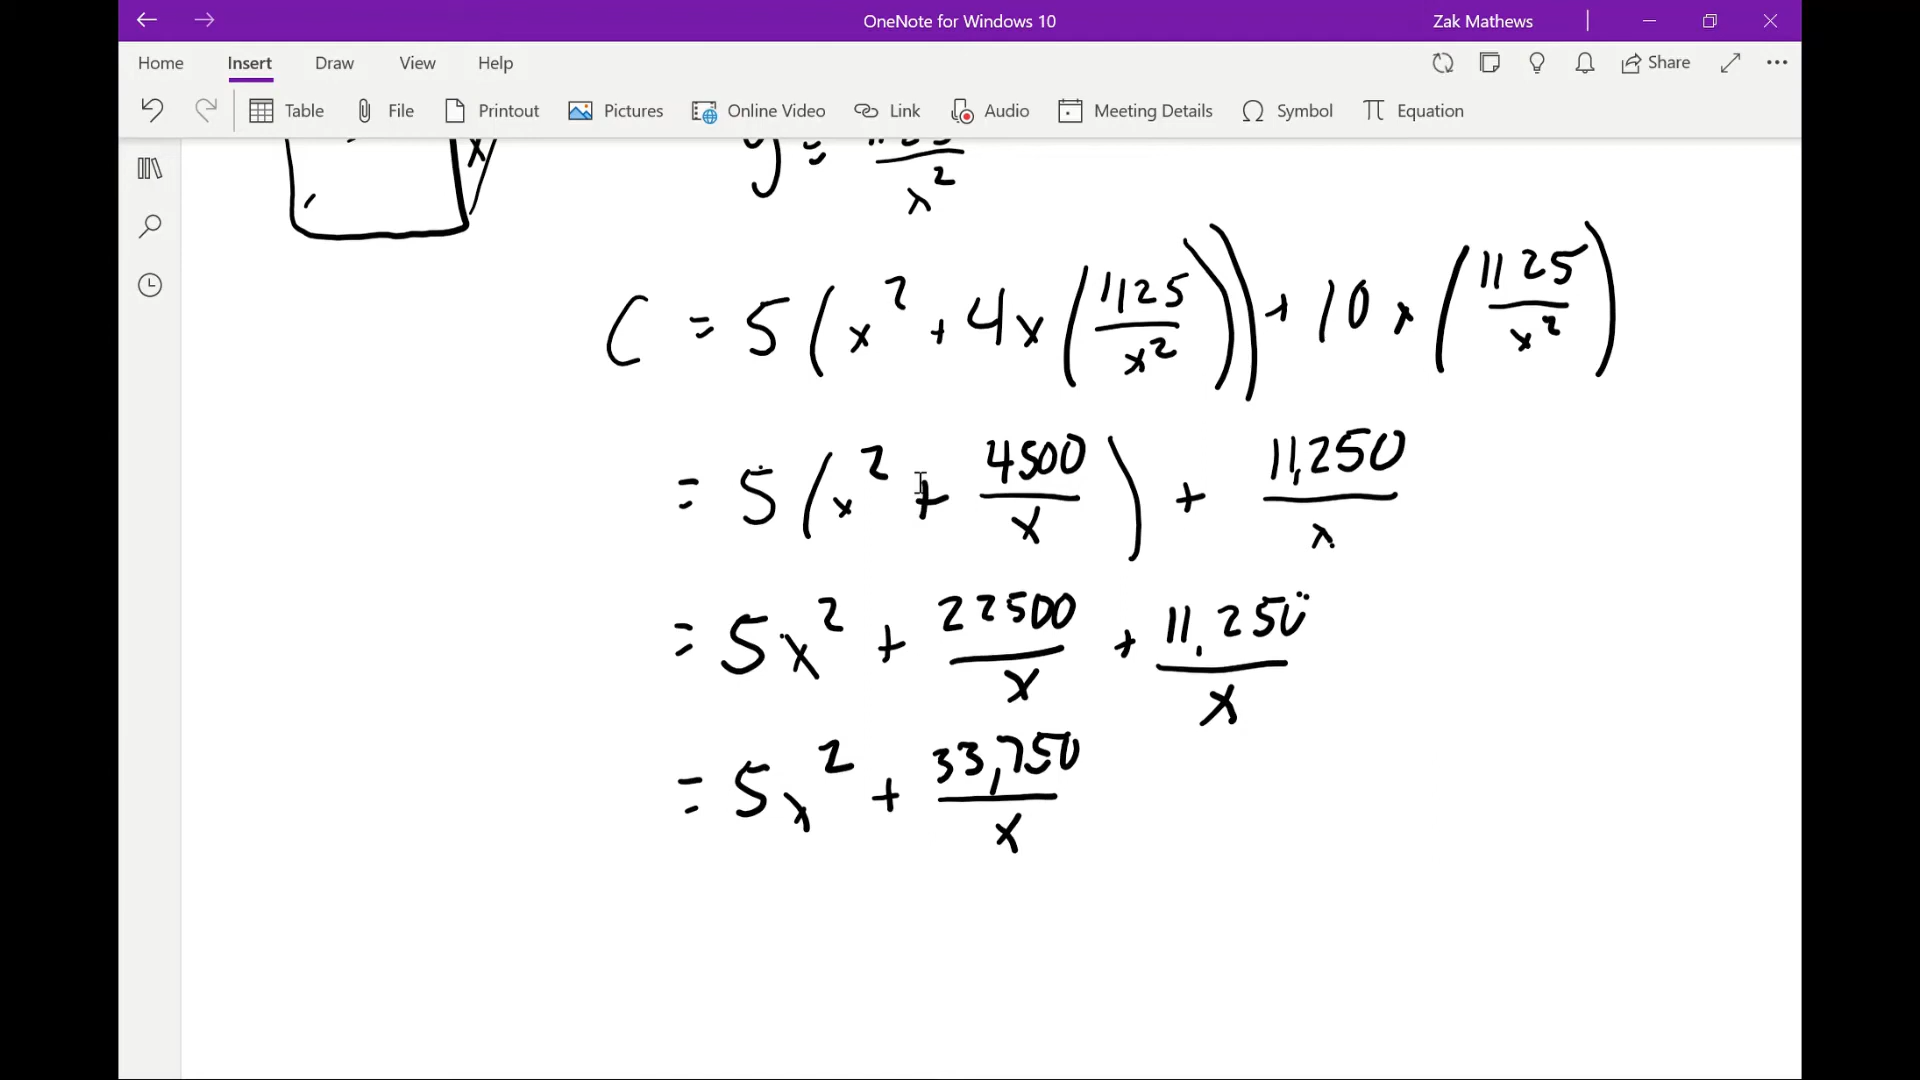 OneNote for Windows 10
Zak Mathews
Home Insert Draw View Help Share
Table File Printout Pictures Online Video Link Audio Meeting Details Symbol Equation
x
y = 1125/x²
C = 5(x² + 4x(1125/x²)) + 10x(1125/x²)
= 5(x² + 4500/x) + 11,250/x
= 5x² + 22500/x + 11,250/x
= 5x² + 33,750/x